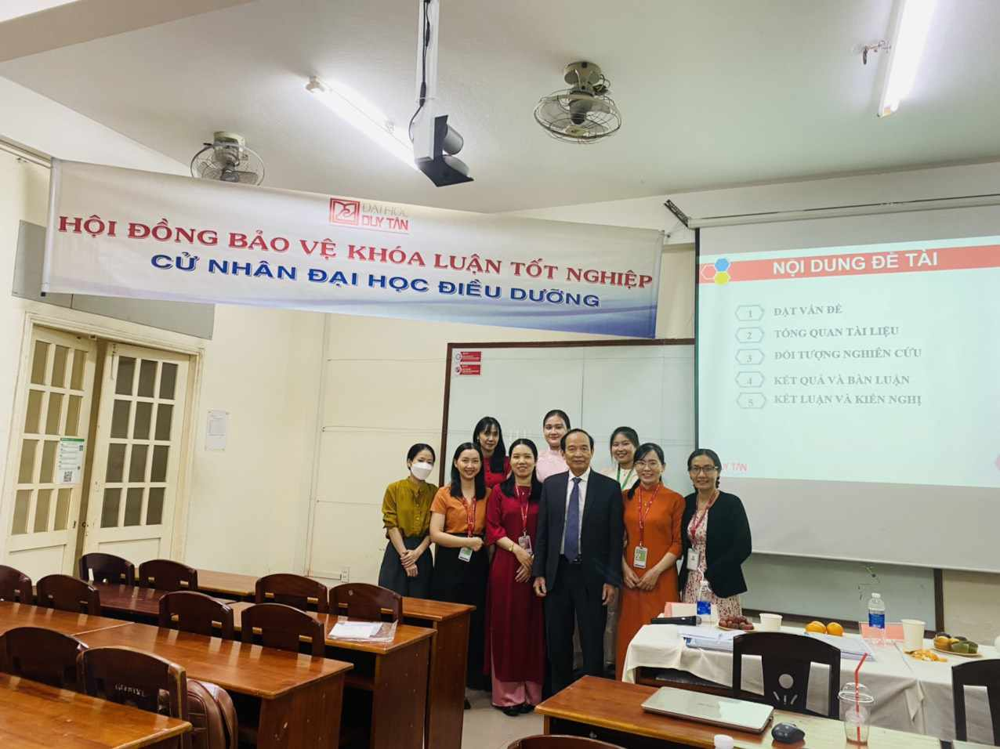 ĐẠI HỌC
DUY TÂN
HỘI ĐỒNG BẢO VỆ KHÓA LUẬN TỐT NGHIỆP
CỬ NHÂN ĐẠI HỌC ĐIỀU DƯỠNG
NỘI DUNG ĐỀ TÀI
1 ĐẶT VẤN ĐỀ
2 TỔNG QUAN TÀI LIỆU
3 ĐỐI TƯỢNG NGHIÊN CỨU
4 KẾT QUẢ VÀ BÀN LUẬN
5 KẾT LUẬN VÀ KIẾN NGHỊ
DUY TÂN